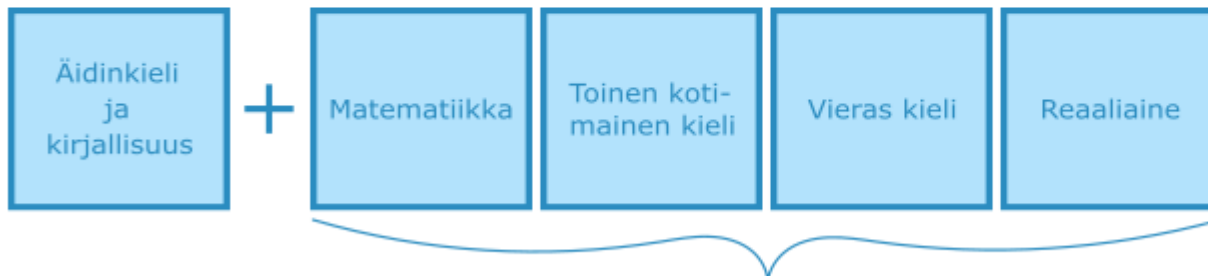 Äidinkieli
ja
kirjallisuus
+
Matematiikka
Toinen koti-
mainen kieli
Vieras kieli
Reaaliaine